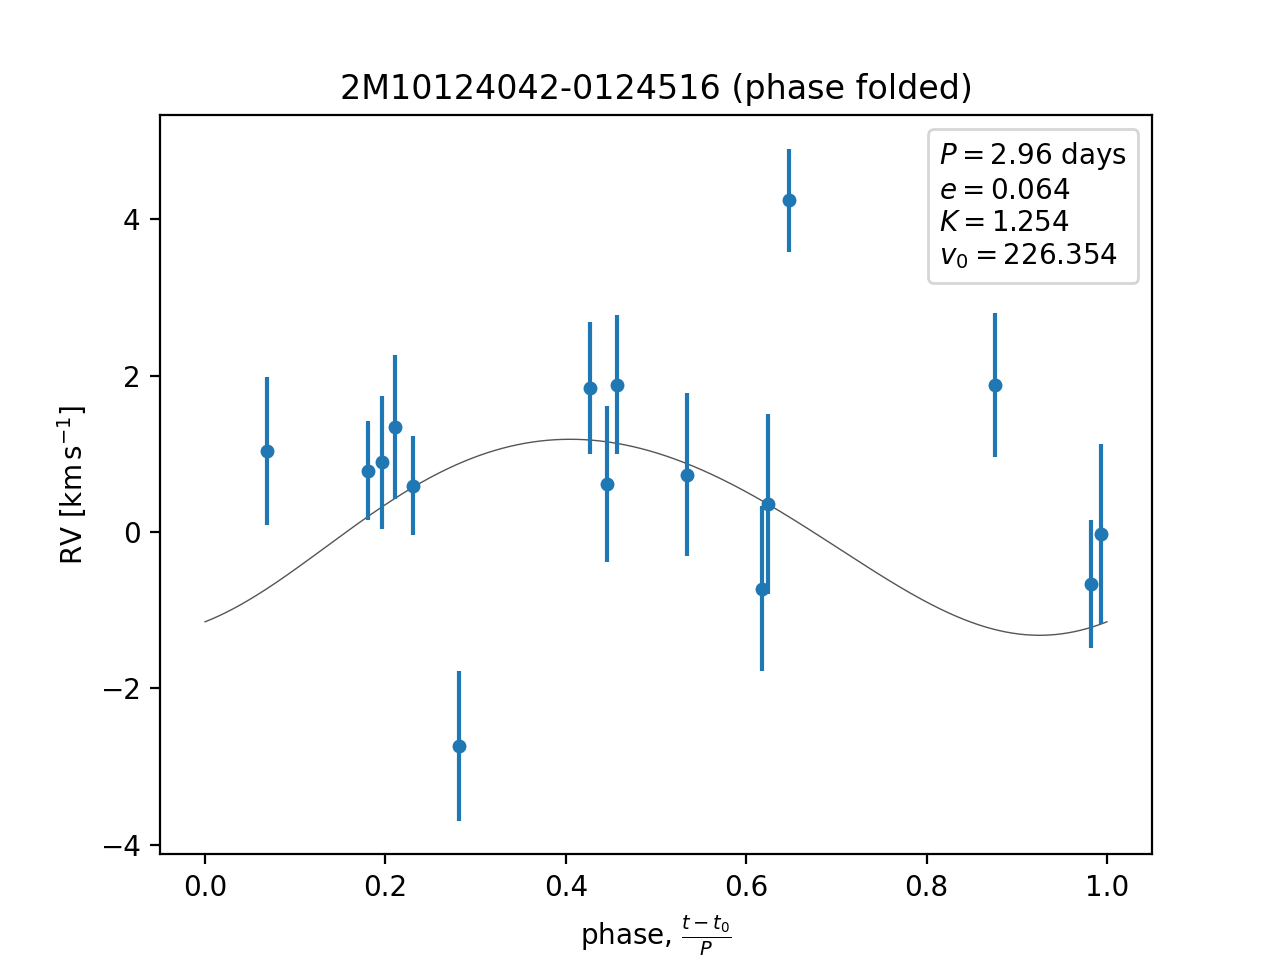 2M10124042-0124516 (phase folded)
P = 2.96 days
e = 0.064
K = 1.254
v₀ = 226.354
RV [km s⁻¹]
4
2
0
−2
−4
0.0 0.2 0.4 0.6 0.8 1.0
phase, (t − t₀)/P